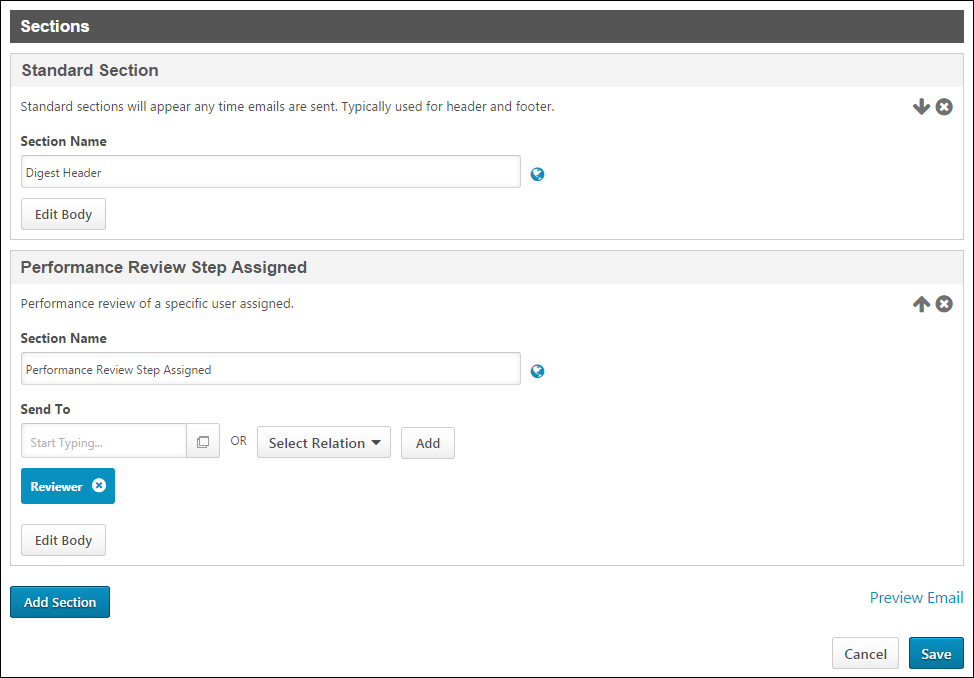 Sections
Standard Section
Standard sections will appear any time emails are sent. Typically used for header and footer.
Section Name
Digest Header
Edit Body
Performance Review Step Assigned
Performance review of a specific user assigned.
Section Name
Performance Review Step Assigned
Send To
Start Typing... OR Select Relation Add
Reviewer
Edit Body
Add Section Preview Email
Cancel Save